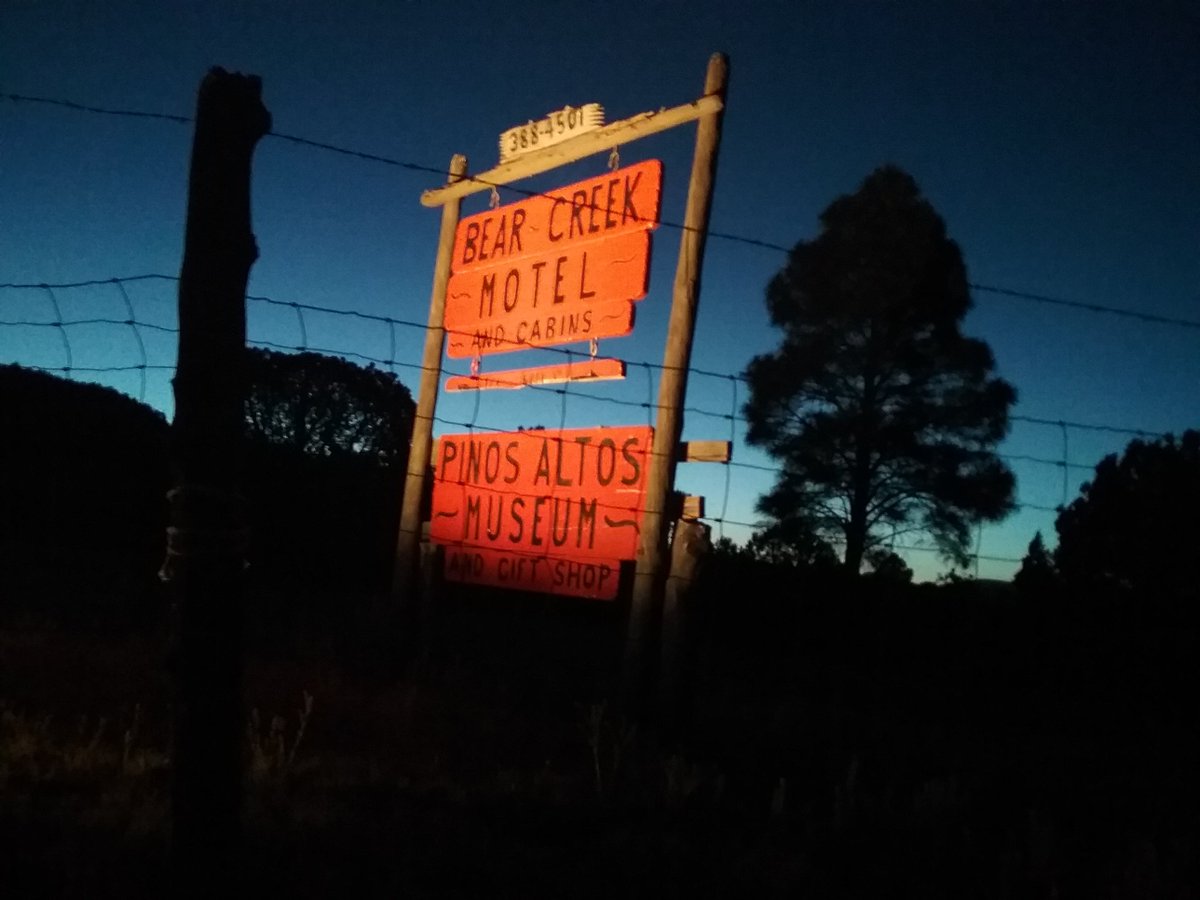 388-4501
BEAR CREEK
MOTEL
AND CABINS
PINOS ALTOS
MUSEUM
AND GIFT SHOP